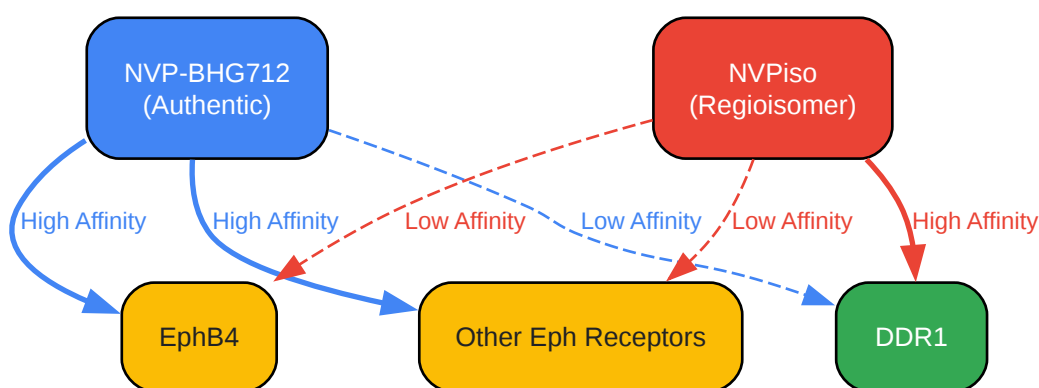 NVP-BHG712
(Authentic)
NVPiso
(Regioisomer)
High Affinity
High Affinity
Low Affinity
Low Affinity
Low Affinity
High Affinity
EphB4
Other Eph Receptors
DDR1